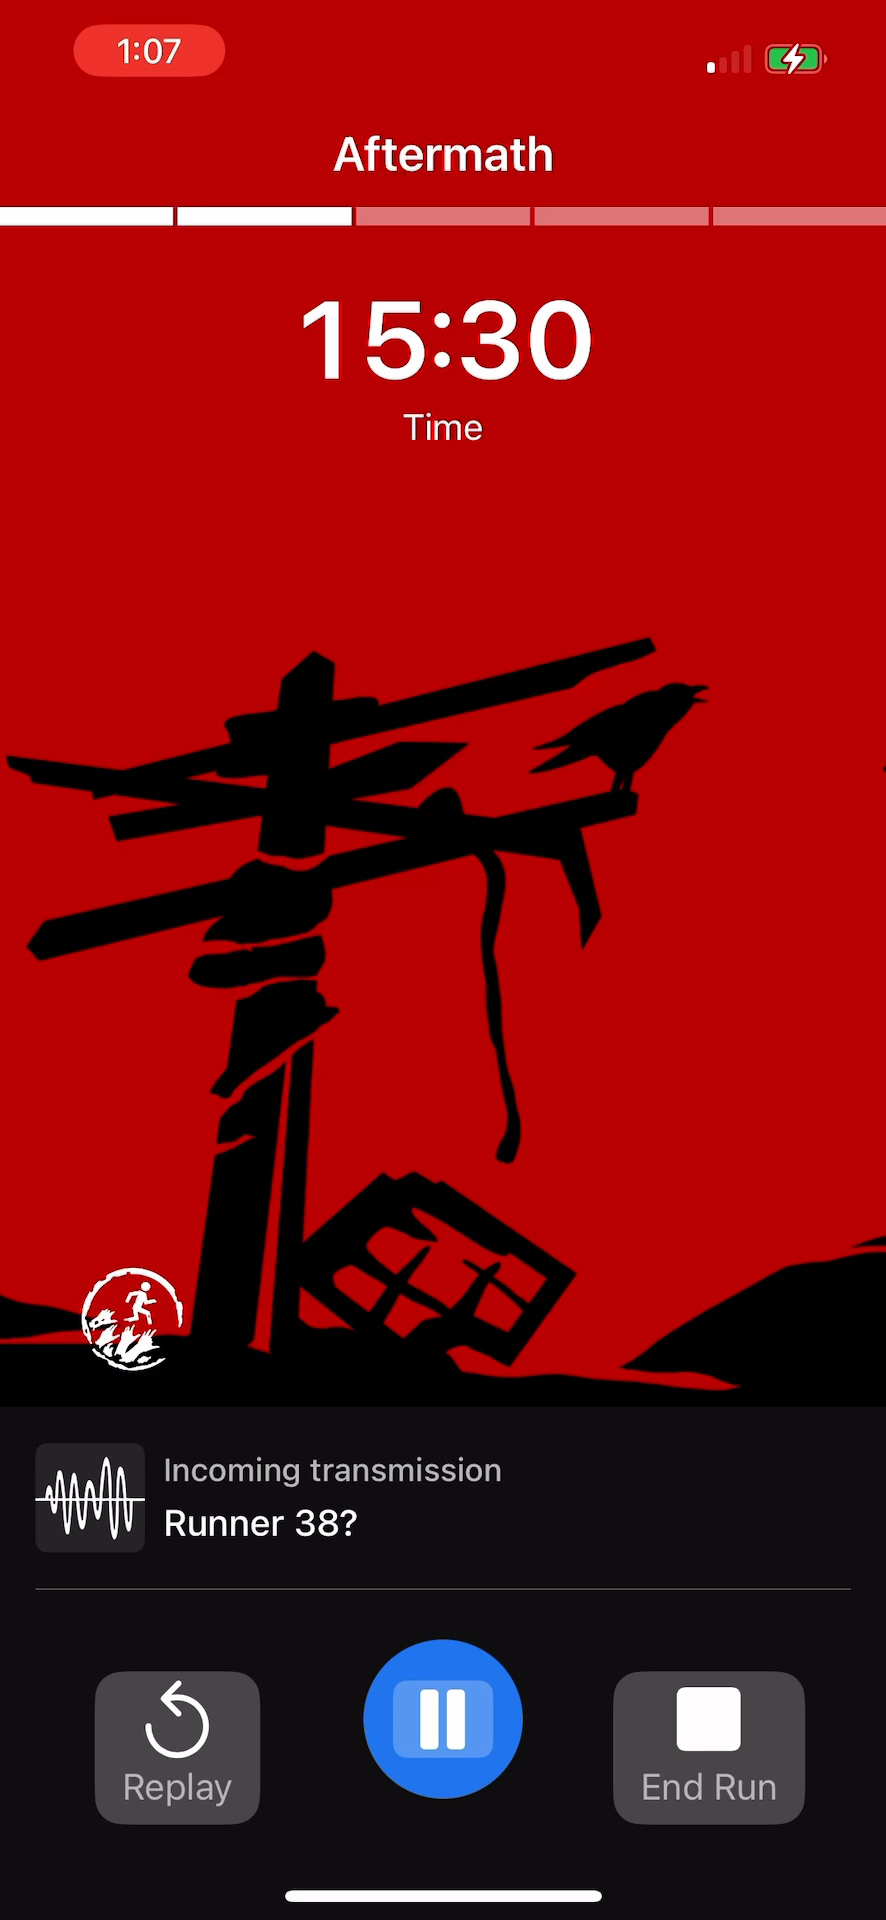 1:07
Aftermath
15:30
Time
Incoming transmission
Runner 38?
Replay
End Run